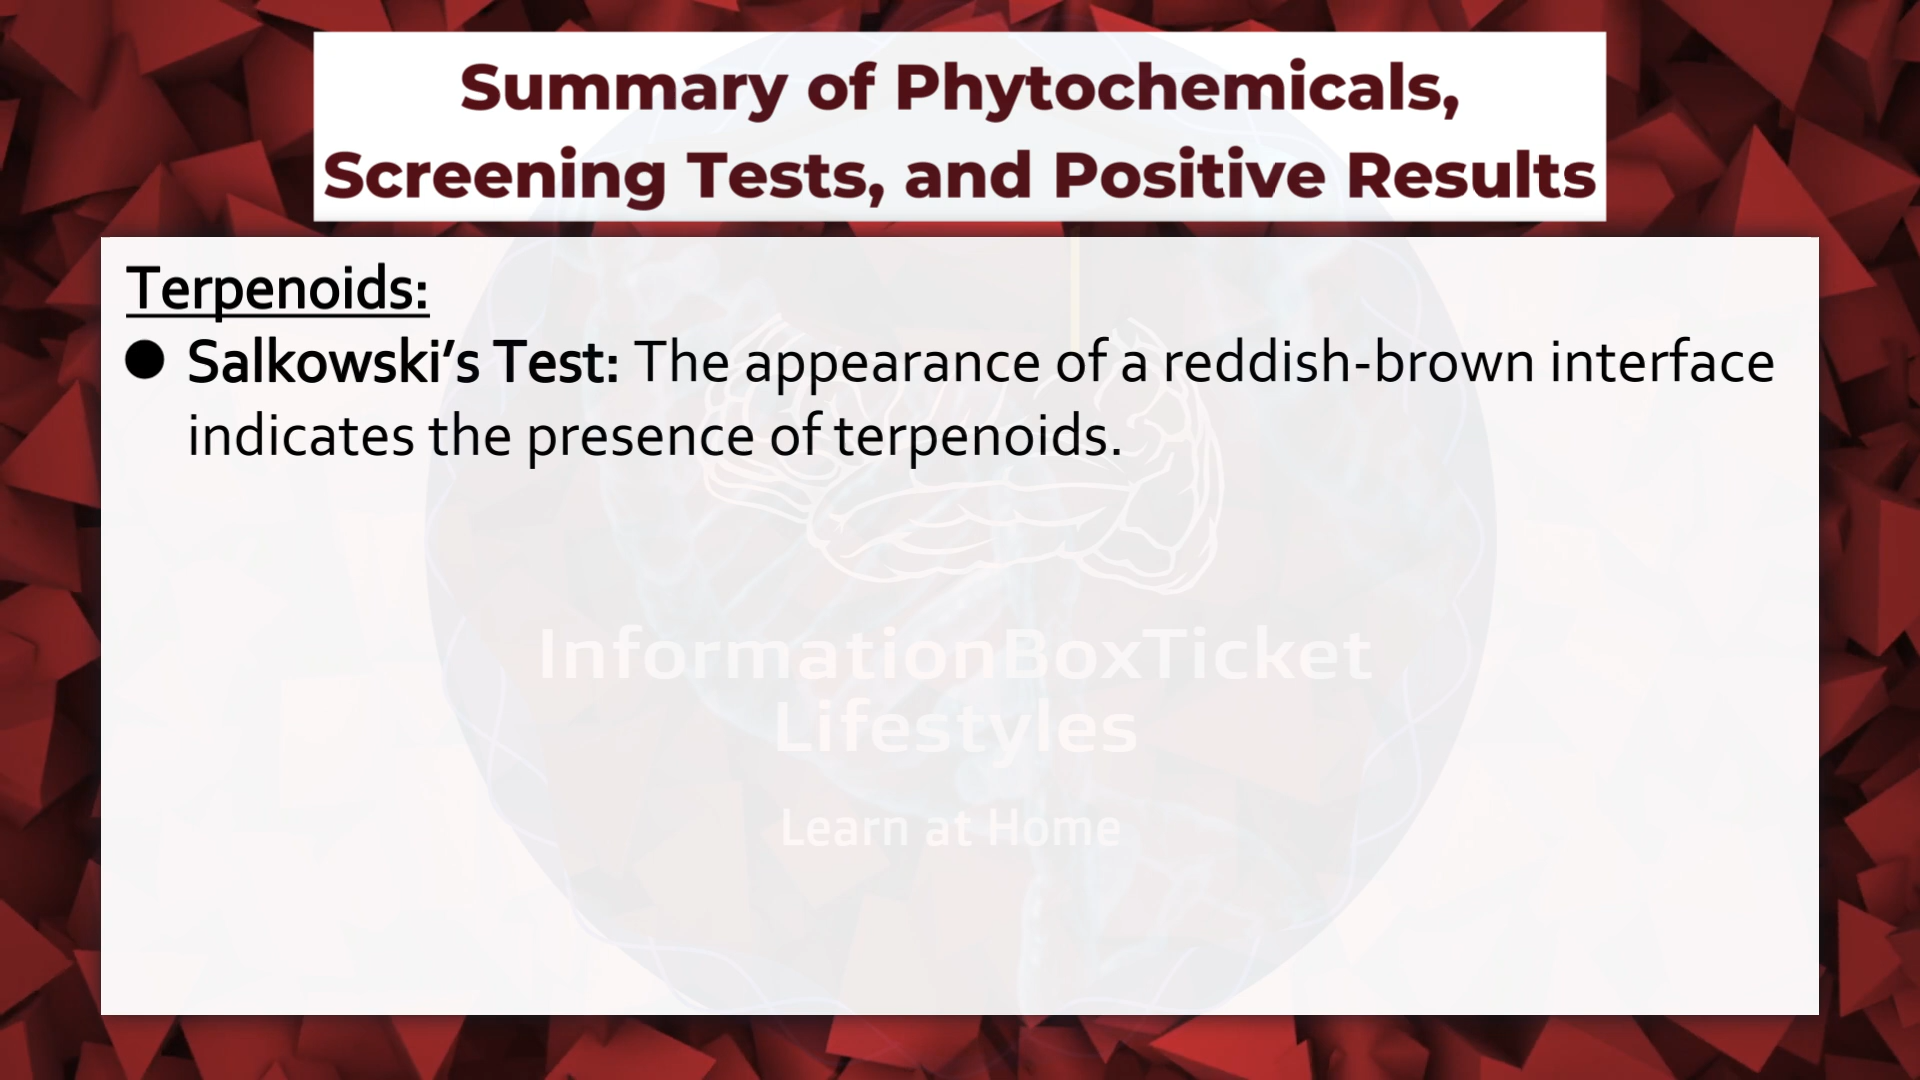 Summary of Phytochemicals,
Screening Tests, and Positive Results
Terpenoids:
● Salkowski’s Test: The appearance of a reddish-brown interface
indicates the presence of terpenoids.
InformationBoxTicket
Lifestyles
Learn at Home